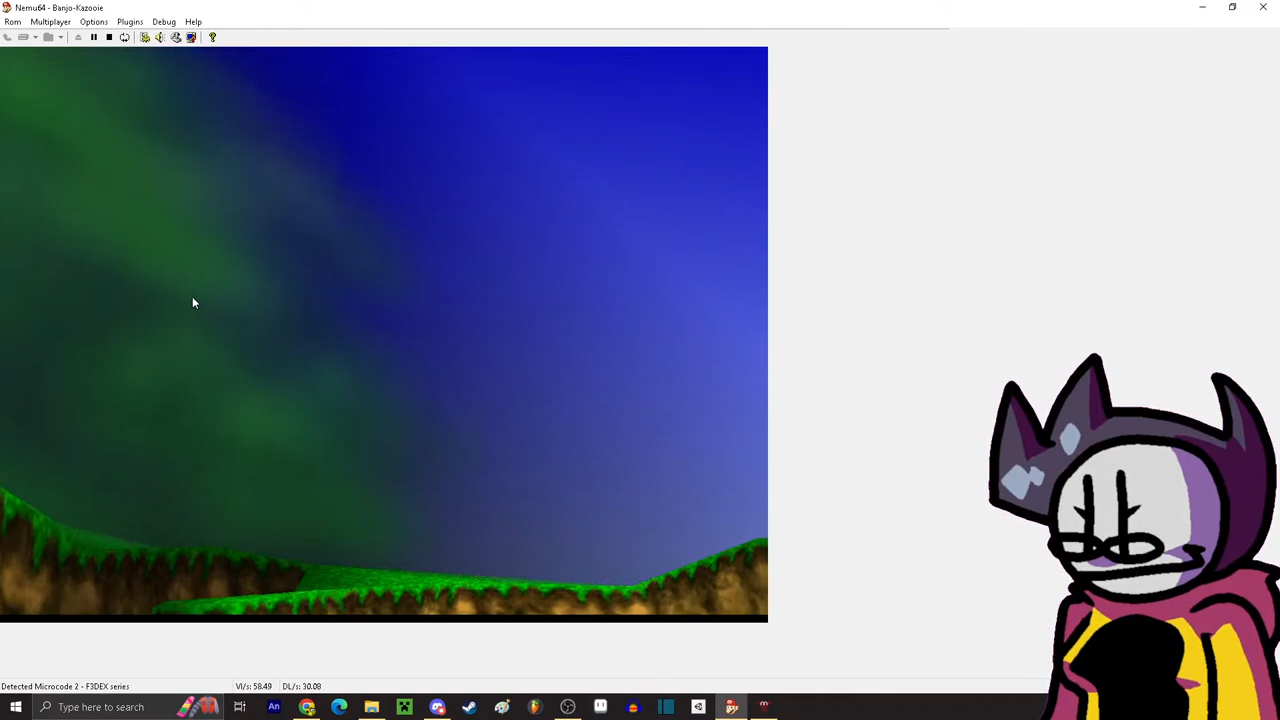 Nemu64 - Banjo-Kazooie
Rom Multiplayer Options Plugins Debug Help
Detected Microcode 2 - F3DEX series VI/s: 58.49 DL/s: 30.08
Type here to search